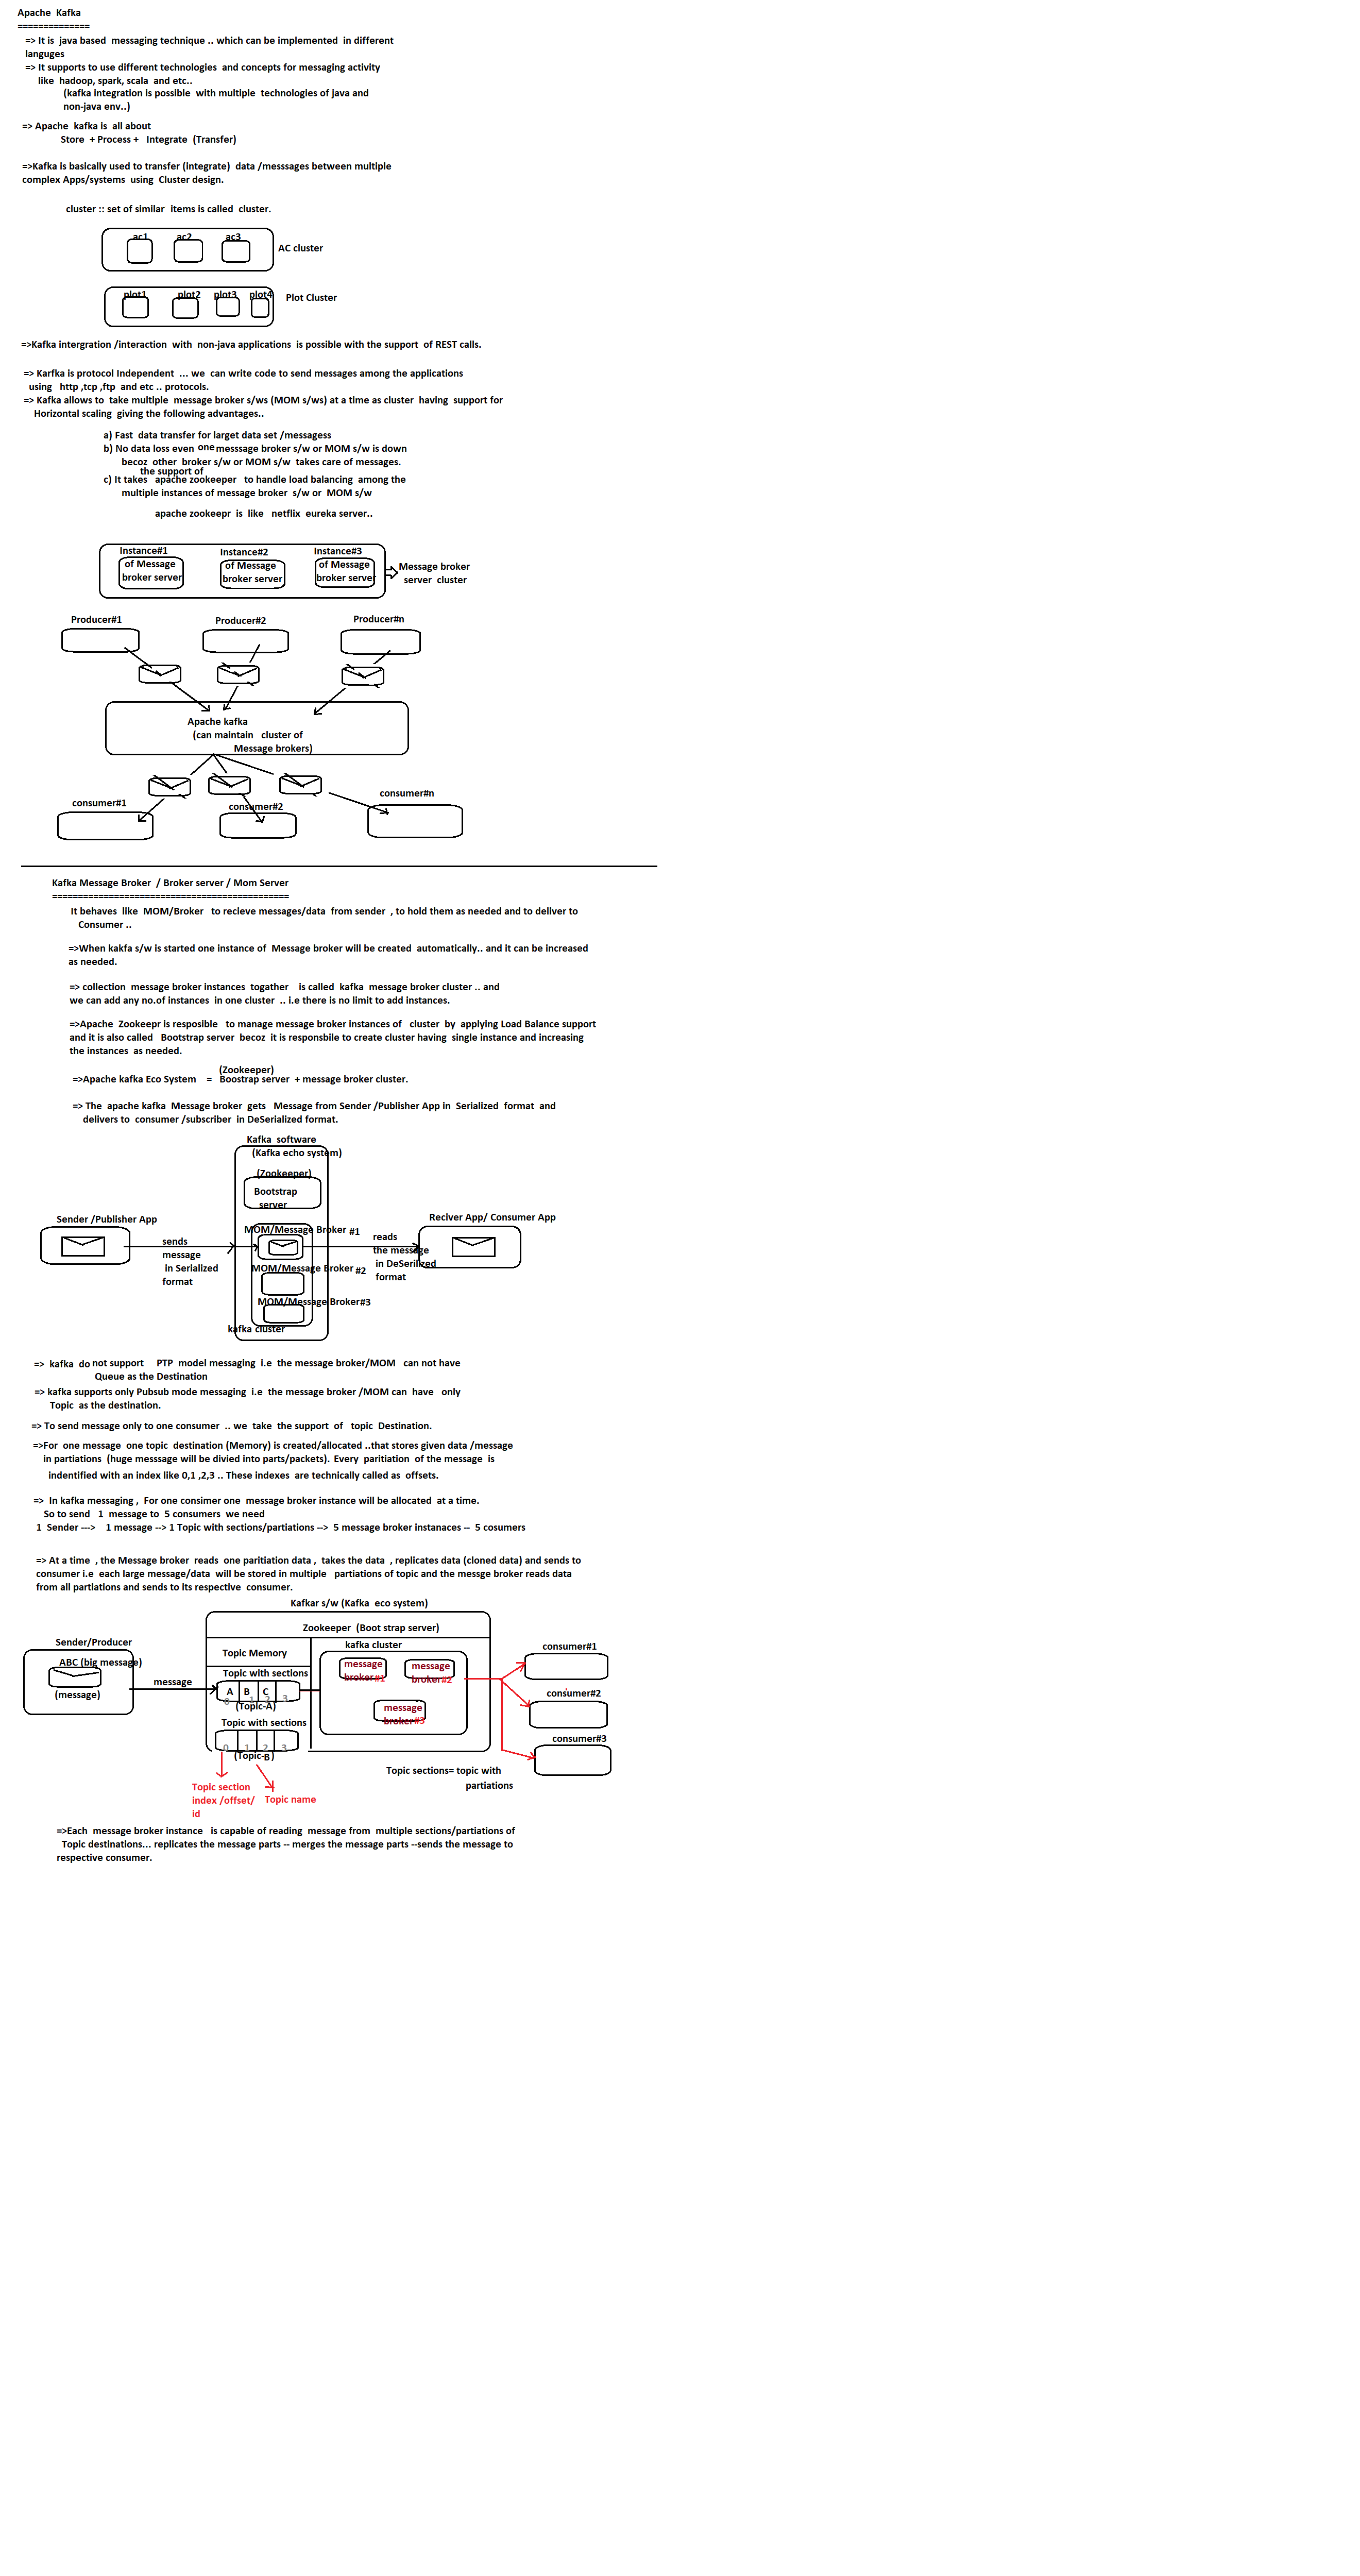 Apache Kafka
==============
=> It is java based messaging technique .. which can be implemented in different
languges
=> It supports to use different technologies and concepts for messaging activity
like hadoop, spark, scala and etc..
(kafka integration is possible with multiple technologies of java and
non-java env..)
=> Apache kafka is all about
Store + Process + Integrate (Transfer)
=>Kafka is basically used to transfer (integrate) data /messsages between multiple
complex Apps/systems using Cluster design.
cluster :: set of similar items is called cluster.
ac1 ac2 ac3
AC cluster
plot1 plot2 plot3 plot4
Plot Cluster
=>Kafka intergration /interaction with non-java applications is possible with the support of REST calls.
=> Karfka is protocol Independent ... we can write code to send messages among the applications
using http ,tcp ,ftp and etc .. protocols.
=> Kafka allows to take multiple message broker s/ws (MOM s/ws) at a time as cluster having support for
Horizontal scaling giving the following advantages..
a) Fast data transfer for larget data set /messagess
b) No data loss even one messsage broker s/w or MOM s/w is down
becoz other broker s/w or MOM s/w takes care of messages.
the support of
c) It takes apache zookeeper to handle load balancing among the
multiple instances of message broker s/w or MOM s/w
apache zookeepr is like netflix eureka server..
Instance#1 Instance#2 Instance#3
of Message of Message of Message
broker server broker server broker server
Message broker
server cluster
Producer#1 Producer#2 Producer#n
Apache kafka
(can maintain cluster of
Message brokers)
consumer#1 consumer#2 consumer#n
Kafka Message Broker / Broker server / Mom Server
==============================================
It behaves like MOM/Broker to recieve messages/data from sender , to hold them as needed and to deliver to
Consumer ..
=>When kakfa s/w is started one instance of Message broker will be created automatically.. and it can be increased
as needed.
=> collection message broker instances togather is called kafka message broker cluster .. and
we can add any no.of instances in one cluster .. i.e there is no limit to add instances.
=>Apache Zookeepr is resposible to manage message broker instances of cluster by applying Load Balance support
and it is also called Bootstrap server becoz it is responsbile to create cluster having single instance and increasing
the instances as needed.
(Zookeeper)
=>Apache kafka Eco System = Boostrap server + message broker cluster.
=> The apache kafka Message broker gets Message from Sender /Publisher App in Serialized format and
delivers to consumer /subscriber in DeSerialized format.
Kafka software
(Kafka echo system)
(Zookeeper)
Bootstrap
server
Sender /Publisher App
Reciver App/ Consumer App
MOM/Message Broker #1
sends
message
in Serialized
format
reads
the message
in DeSerilized
format
MOM/Message Broker #2
MOM/Message Broker#3
kafka cluster
=> kafka do not support PTP model messaging i.e the message broker/MOM can not have
Queue as the Destination
=> kafka supports only Pubsub mode messaging i.e the message broker /MOM can have only
Topic as the destination.
=> To send message only to one consumer .. we take the support of topic Destination.
=>For one message one topic destination (Memory) is created/allocated ..that stores given data /message
in partiations (huge messsage will be divied into parts/packets). Every paritiation of the message is
indentified with an index like 0,1 ,2,3 .. These indexes are technically called as offsets.
=> In kafka messaging , For one consimer one message broker instance will be allocated at a time.
So to send 1 message to 5 consumers we need
1 Sender ---> 1 message --> 1 Topic with sections/partiations --> 5 message broker instanaces -- 5 cosumers
=> At a time , the Message broker reads one paritiation data , takes the data , replicates data (cloned data) and sends to
consumer i.e each large message/data will be stored in multiple partiations of topic and the messge broker reads data
from all partiations and sends to its respective consumer.
Kafkar s/w (Kafka eco system)
Zookeeper (Boot strap server)
Sender/Producer
ABC (big message)
(message)
message
Topic Memory
Topic with sections
A B C
0 1 2 3
(Topic-A)
Topic with sections
0 1 2 3
(Topic-B)
kafka cluster
message
broker#1
message
broker#2
message
broker#3
consumer#1
consumer#2
consumer#3
Topic sections= topic with
partiations
Topic section
index /offset/
id
Topic name
=>Each message broker instance is capable of reading message from multiple sections/partiations of
Topic destinations... replicates the message parts -- merges the message parts --sends the message to
respective consumer.